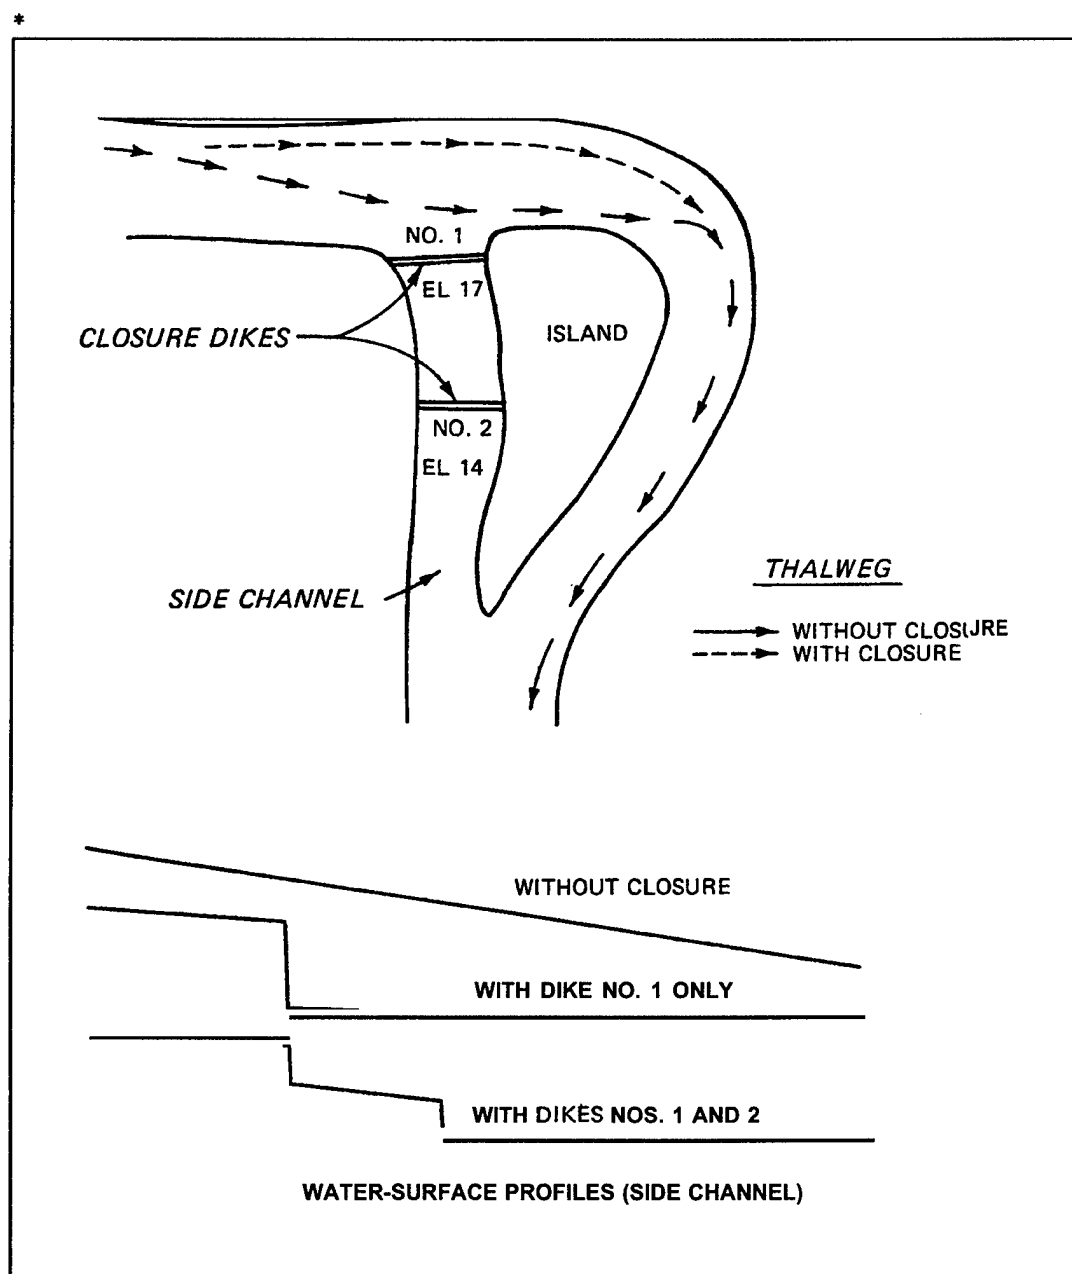 *
NO. 1
EL 17
CLOSURE DIKES
ISLAND
NO. 2
EL 14
SIDE CHANNEL
THALWEG
WITHOUT CLOSURE
WITH CLOSURE
WITHOUT CLOSURE
WITH DIKE NO. 1 ONLY
WITH DIKES NOS. 1 AND 2
WATER-SURFACE PROFILES (SIDE CHANNEL)